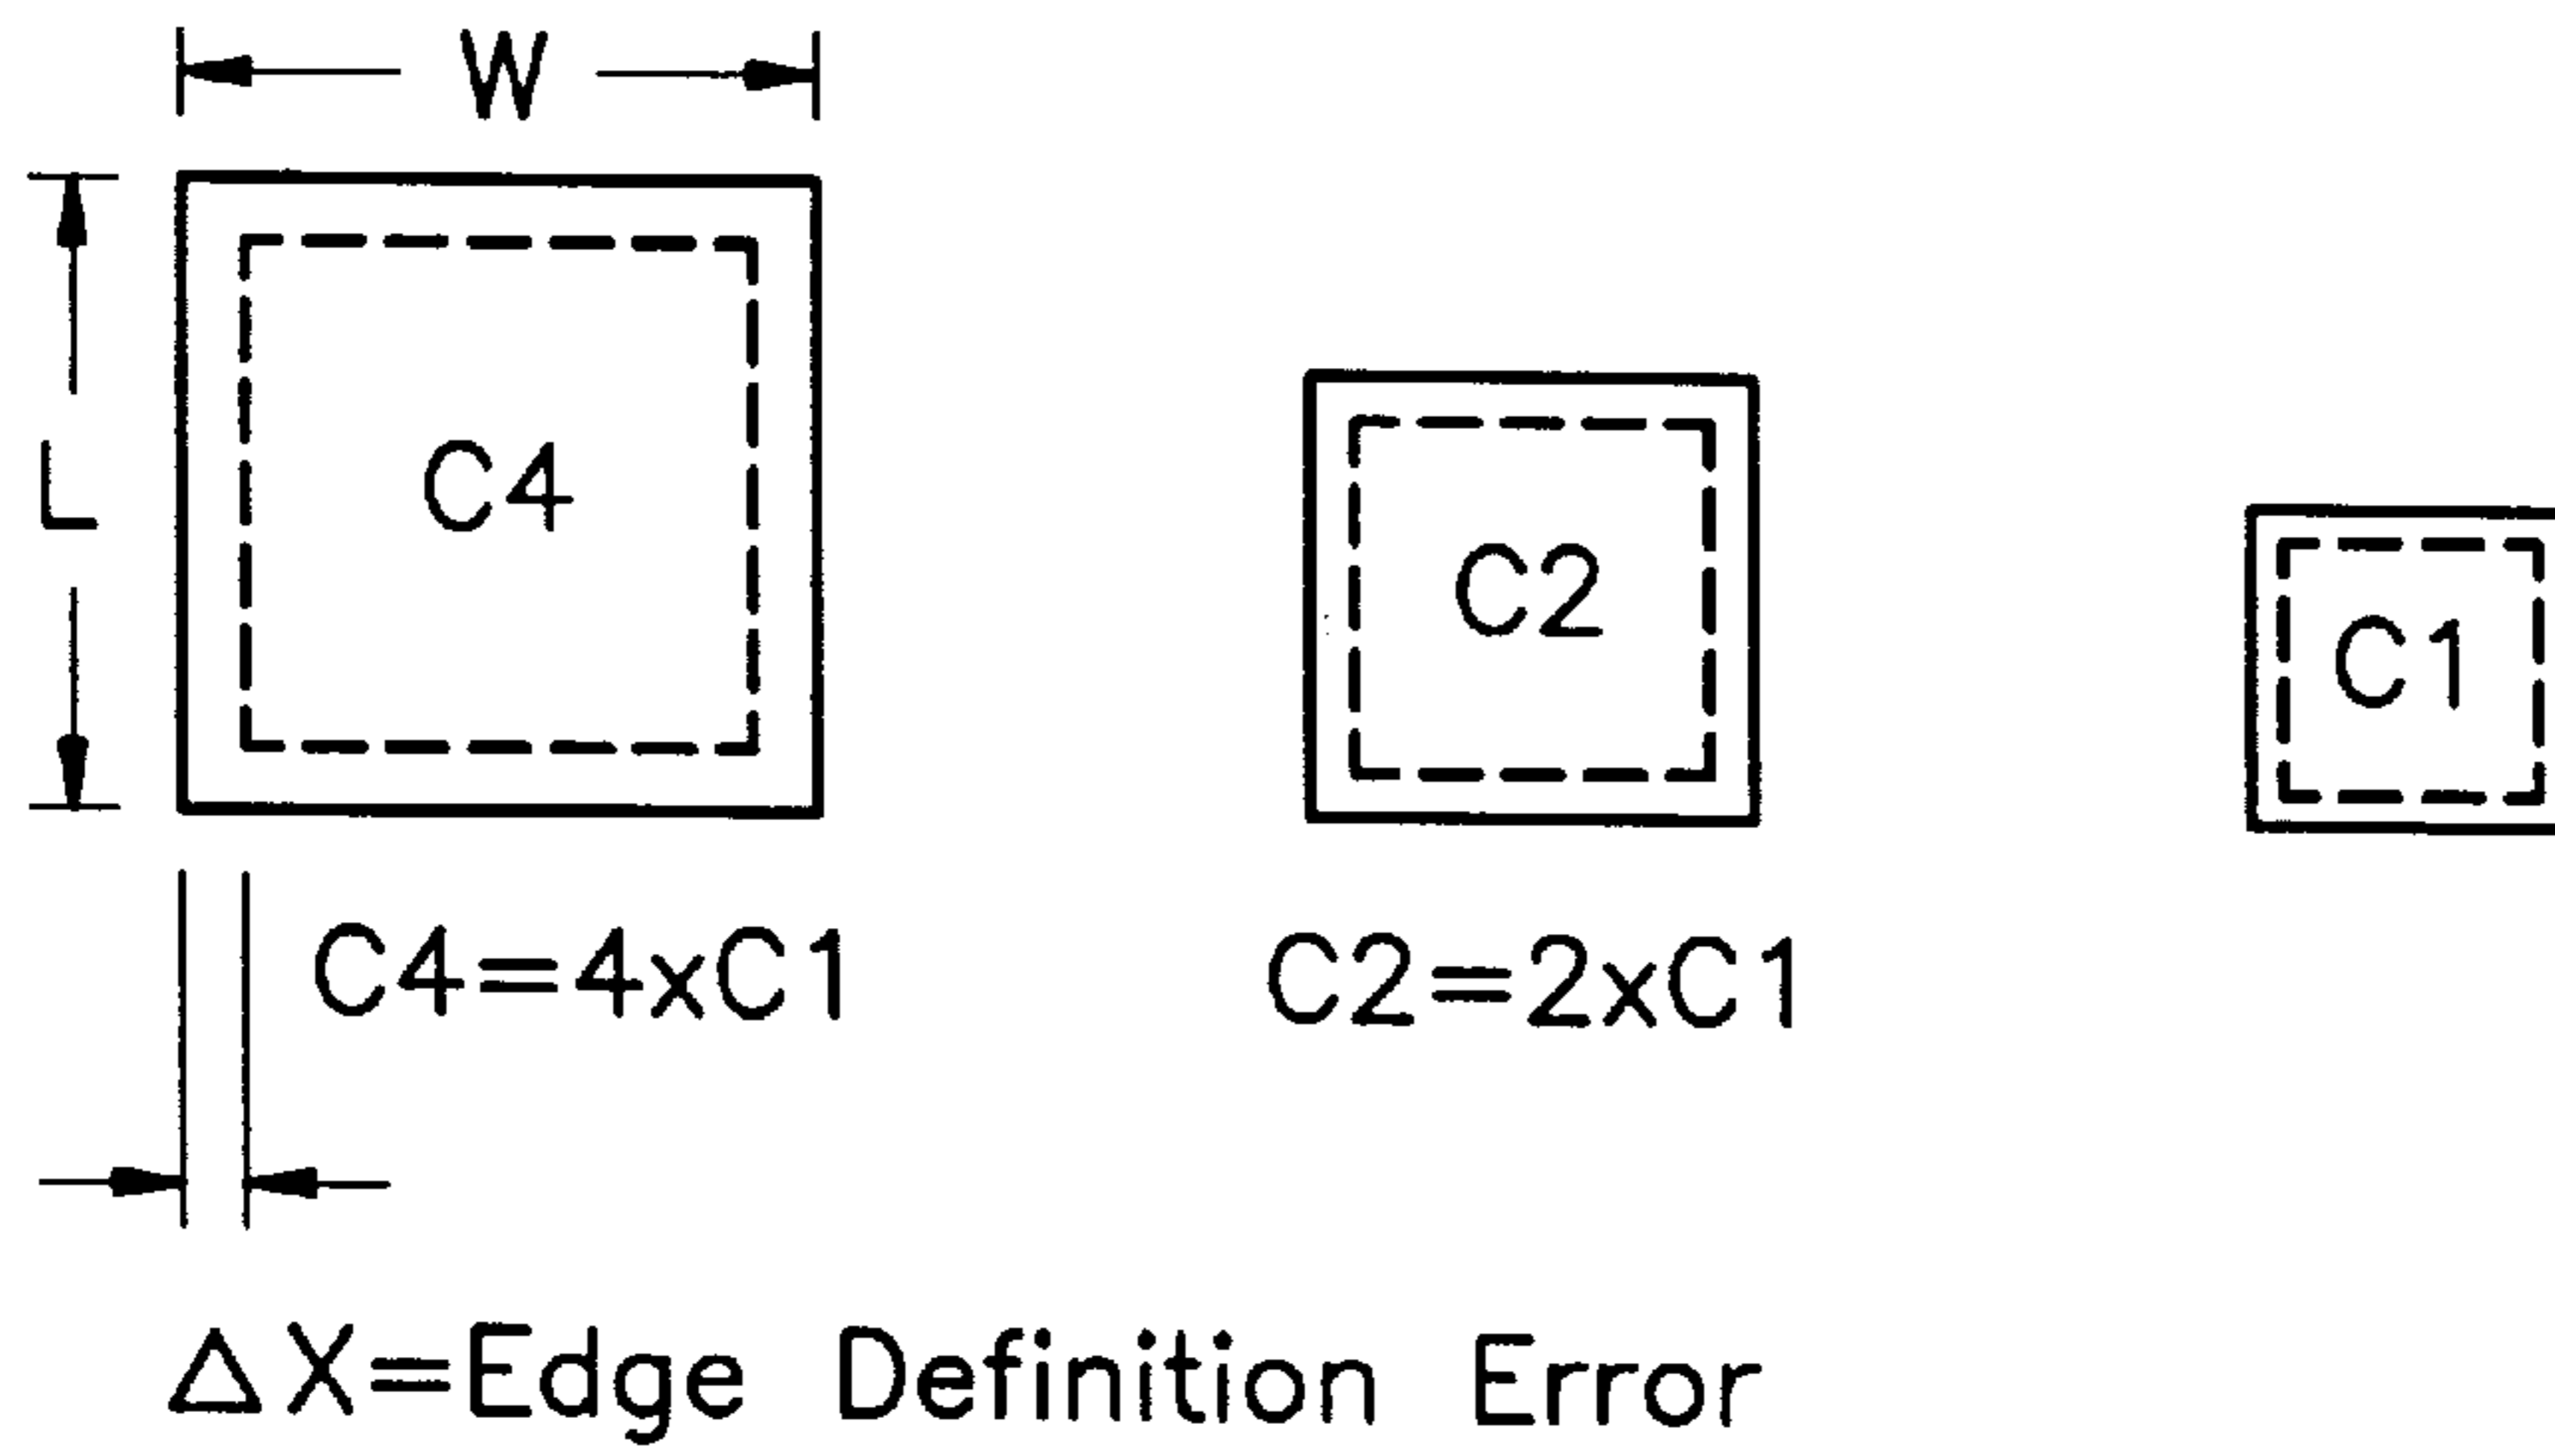 W
L
C4
C2
C1
C4=4xC1
C2=2xC1
ΔX=Edge Definition Error